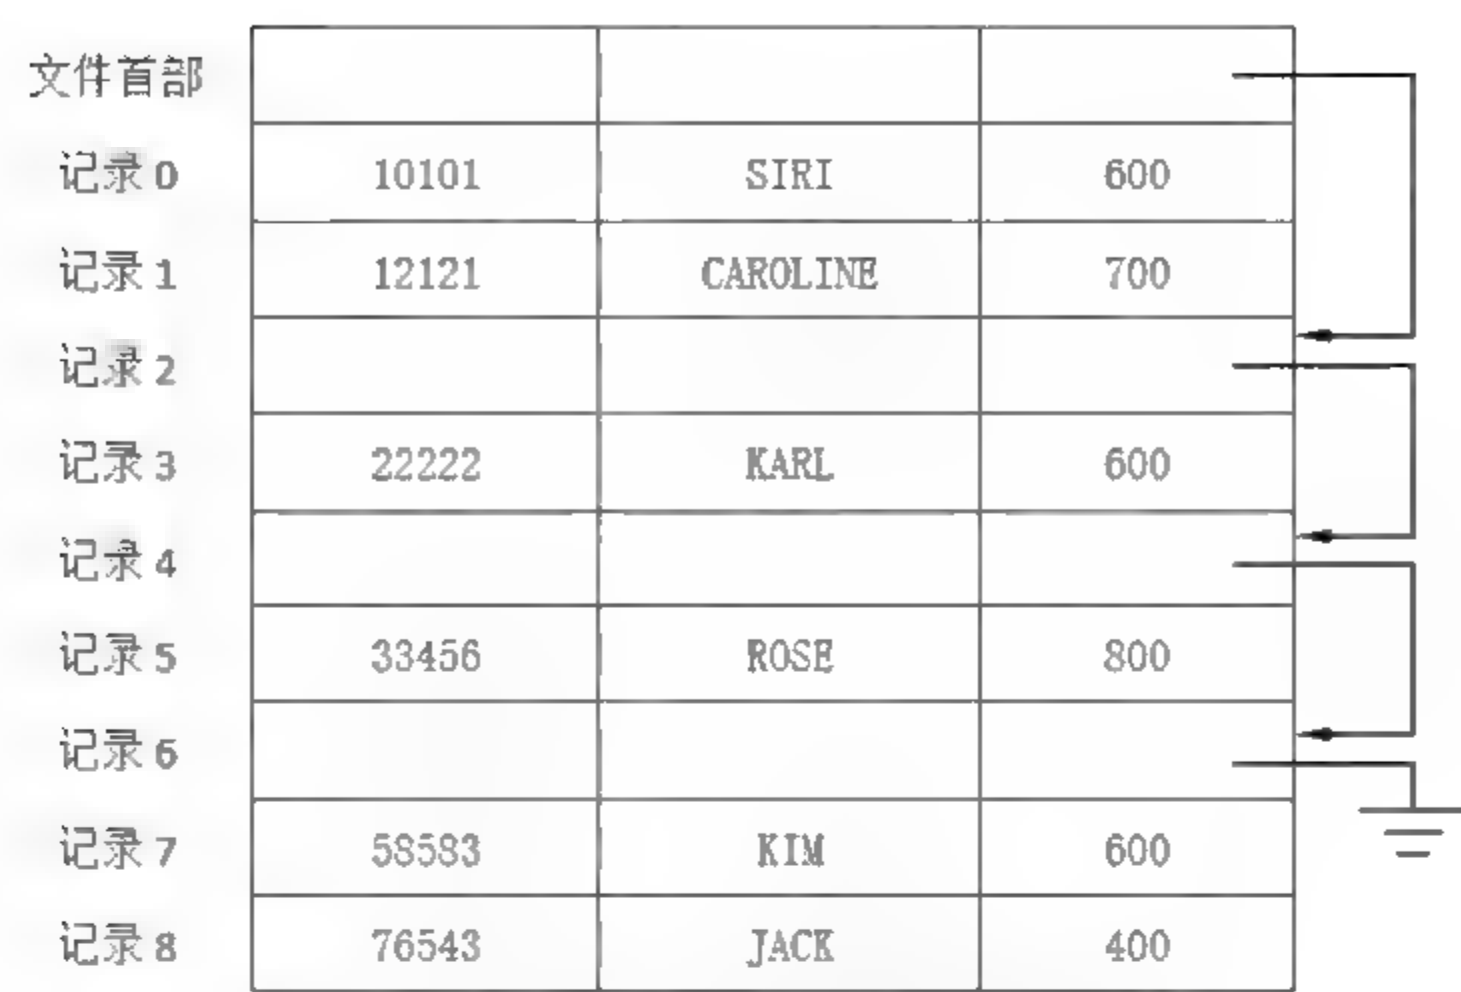 文件首部
记录 0 10101 SIRI 600
记录 1 12121 CAROLINE 700
记录 2
记录 3 22222 KARL 600
记录 4
记录 5 33456 ROSE 800
记录 6
记录 7 58583 KIM 600
记录 8 76543 JACK 400